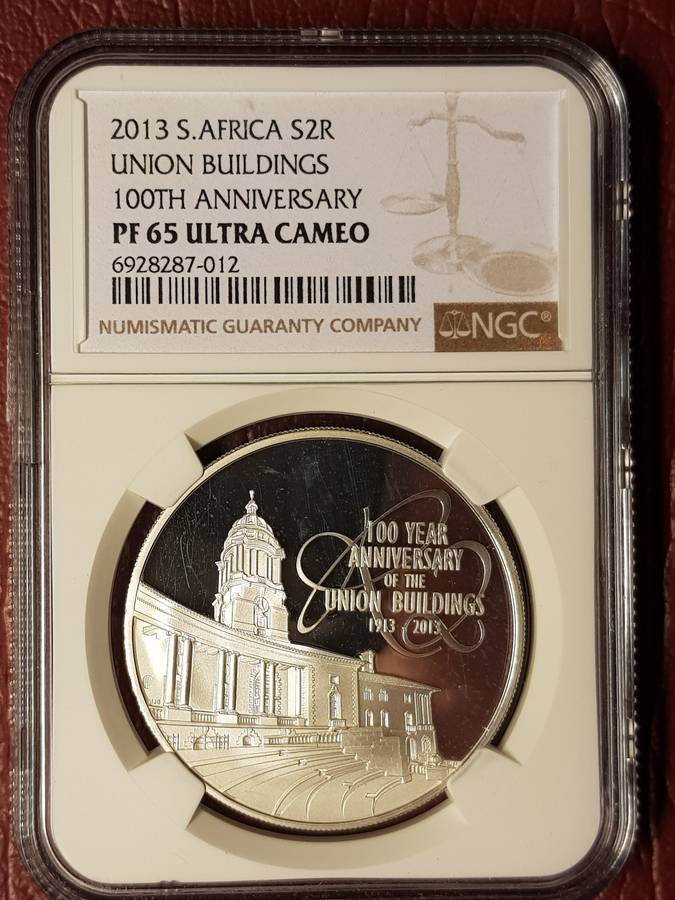 2013 S.AFRICA S2R
UNION BUILDINGS
100TH ANNIVERSARY
PF 65 ULTRA CAMEO
6928287-012
NUMISMATIC GUARANTY COMPANY
NGC®
100 YEAR
ANNIVERSARY
OF THE
UNION BUILDINGS
1913 2013